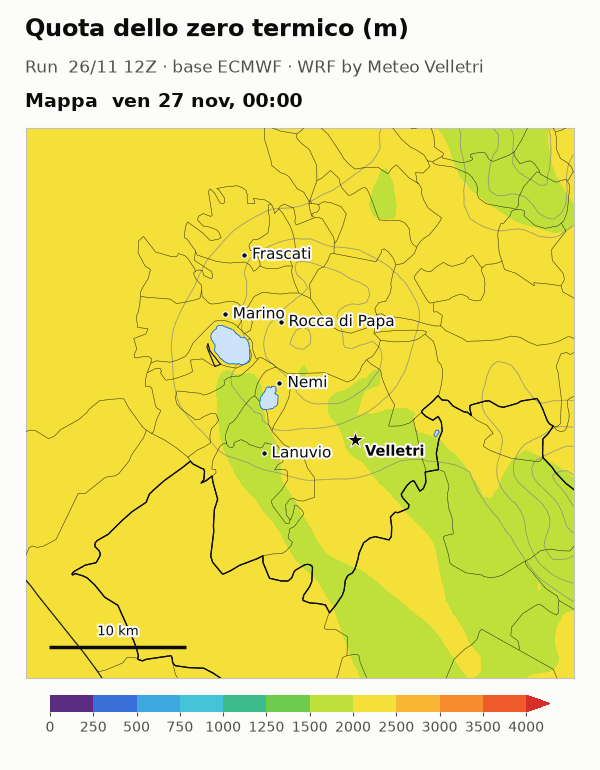 Quota dello zero termico (m)
Run  26/11 12Z · base ECMWF · WRF by Meteo Velletri
Mappa  ven 27 nov, 00:00
Frascati
Marino
Rocca di Papa
Nemi
Velletri
Lanuvio
10 km
0 250 500 750 1000 1250 1500 2000 2500 3000 3500 4000